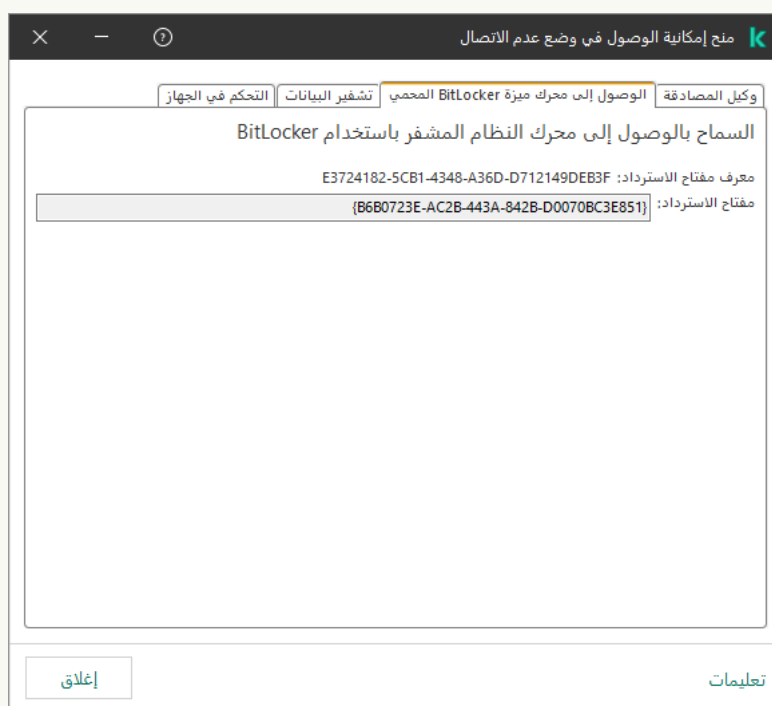 منح إمكانية الوصول في وضع عدم الاتصال
وكيل المصادقة
الوصول إلى محرك ميزة BitLocker المحمي
تشفير البيانات
التحكم في الجهاز
السماح بالوصول إلى محرك النظام المشفر باستخدام BitLocker
معرف مفتاح الاسترداد: E3724182-5CB1-4348-A36D-D712149DEB3F
مفتاح الاسترداد: {B6B0723E-AC2B-443A-842B-D0070BC3E851}
تعليمات
إغلاق